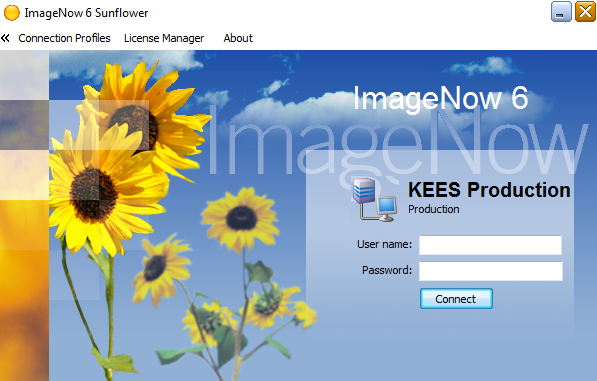 ImageNow 6 Sunflower
« Connection Profiles License Manager About
ImageNow 6
ImageNow
KEES Production
Production
User name:
Password:
Connect